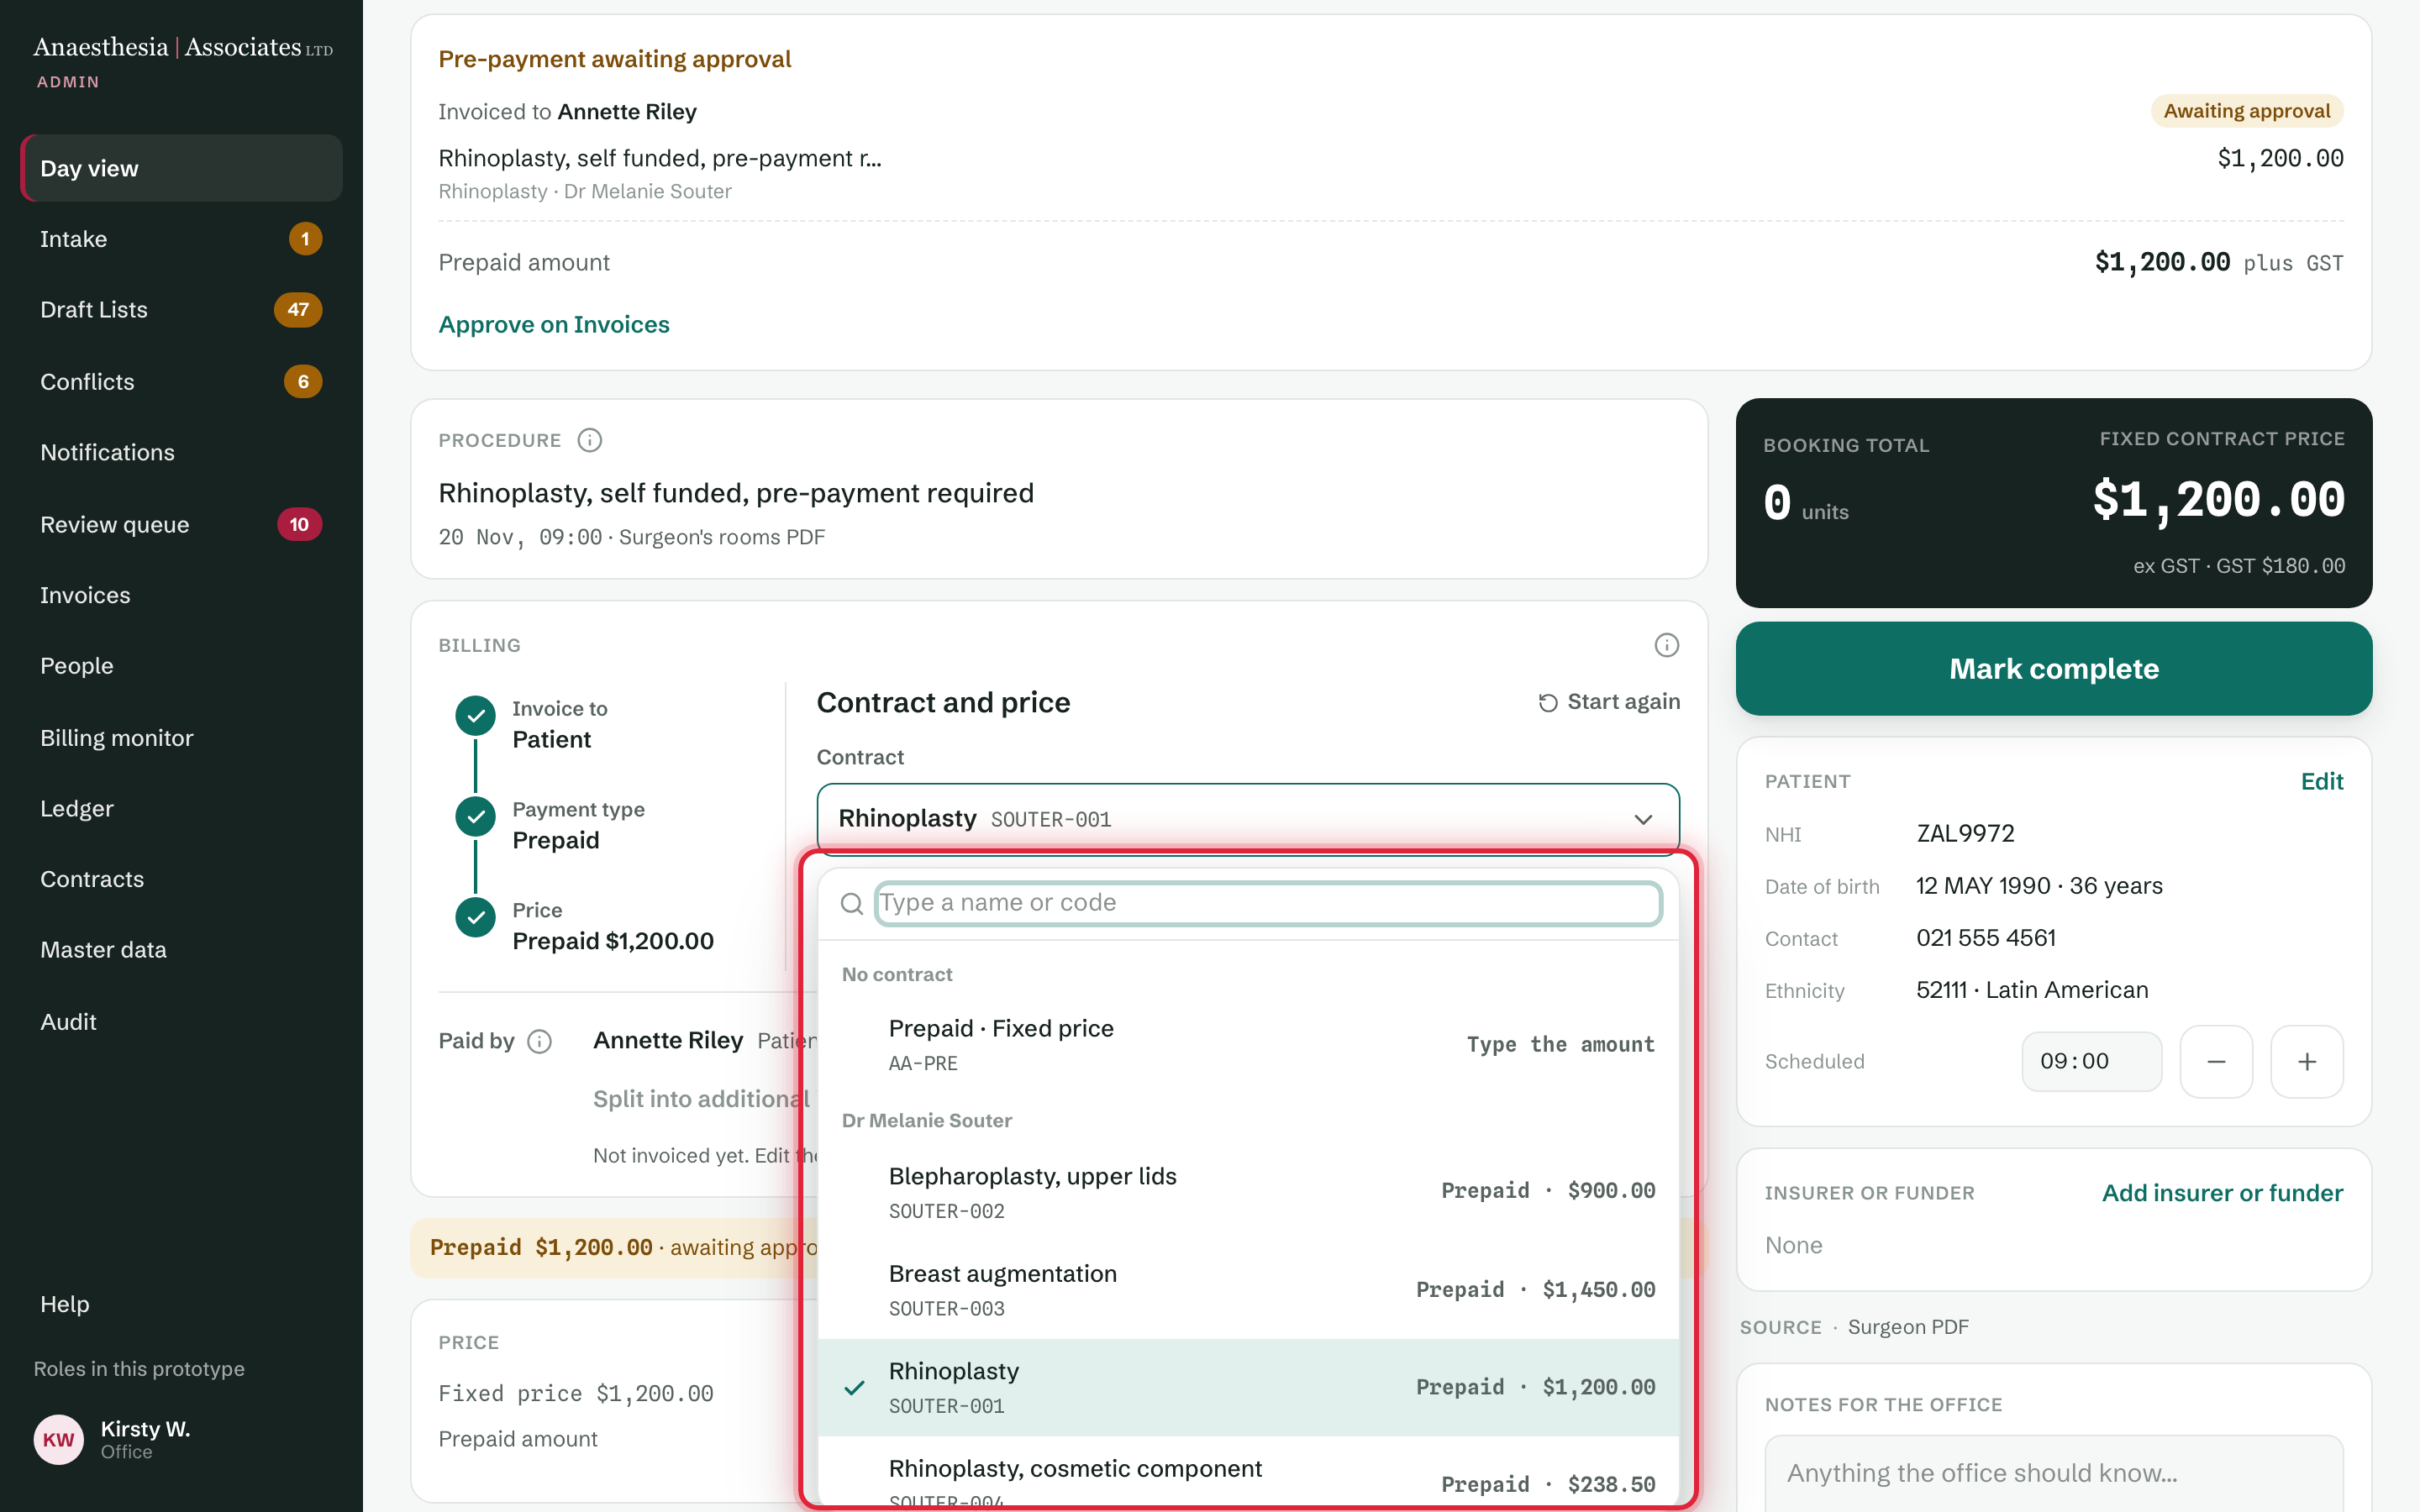 Anaesthesia | Associates LTD
ADMIN
Day view
Intake 1
Draft Lists 47
Conflicts 6
Notifications
Review queue 10
Invoices
People
Billing monitor
Ledger
Contracts
Master data
Audit
Help
Roles in this prototype
KW
Kirsty W.
Office
Pre-payment awaiting approval
Invoiced to Annette Riley
Awaiting approval
Rhinoplasty, self funded, pre-payment r...
$1,200.00
Rhinoplasty · Dr Melanie Souter
Prepaid amount
$1,200.00 plus GST
Approve on Invoices
PROCEDURE
Rhinoplasty, self funded, pre-payment required
20 Nov, 09:00 · Surgeon's rooms PDF
BILLING
Invoice to
Patient
Payment type
Prepaid
Price
Prepaid $1,200.00
Contract and price
Start again
Contract
Rhinoplasty SOUTER-001
Type a name or code
No contract
Prepaid · Fixed price
AA-PRE
Type the amount
Dr Melanie Souter
Blepharoplasty, upper lids
SOUTER-002
Prepaid · $900.00
Breast augmentation
SOUTER-003
Prepaid · $1,450.00
Rhinoplasty
SOUTER-001
Prepaid · $1,200.00
Rhinoplasty, cosmetic component
SOUTER-004
Prepaid · $238.50
Paid by
Annette Riley
Split into additional
Not invoiced yet. Edit
Prepaid $1,200.00 · awaiting
PRICE
Fixed price $1,200.00
Prepaid amount
BOOKING TOTAL
0 units
FIXED CONTRACT PRICE
$1,200.00
ex GST · GST $180.00
Mark complete
PATIENT
Edit
NHI ZAL9972
Date of birth 12 MAY 1990 · 36 years
Contact 021 555 4561
Ethnicity 52111 · Latin American
Scheduled 09:00 − +
INSURER OR FUNDER
Add insurer or funder
None
SOURCE · Surgeon PDF
NOTES FOR THE OFFICE
Anything the office should know...